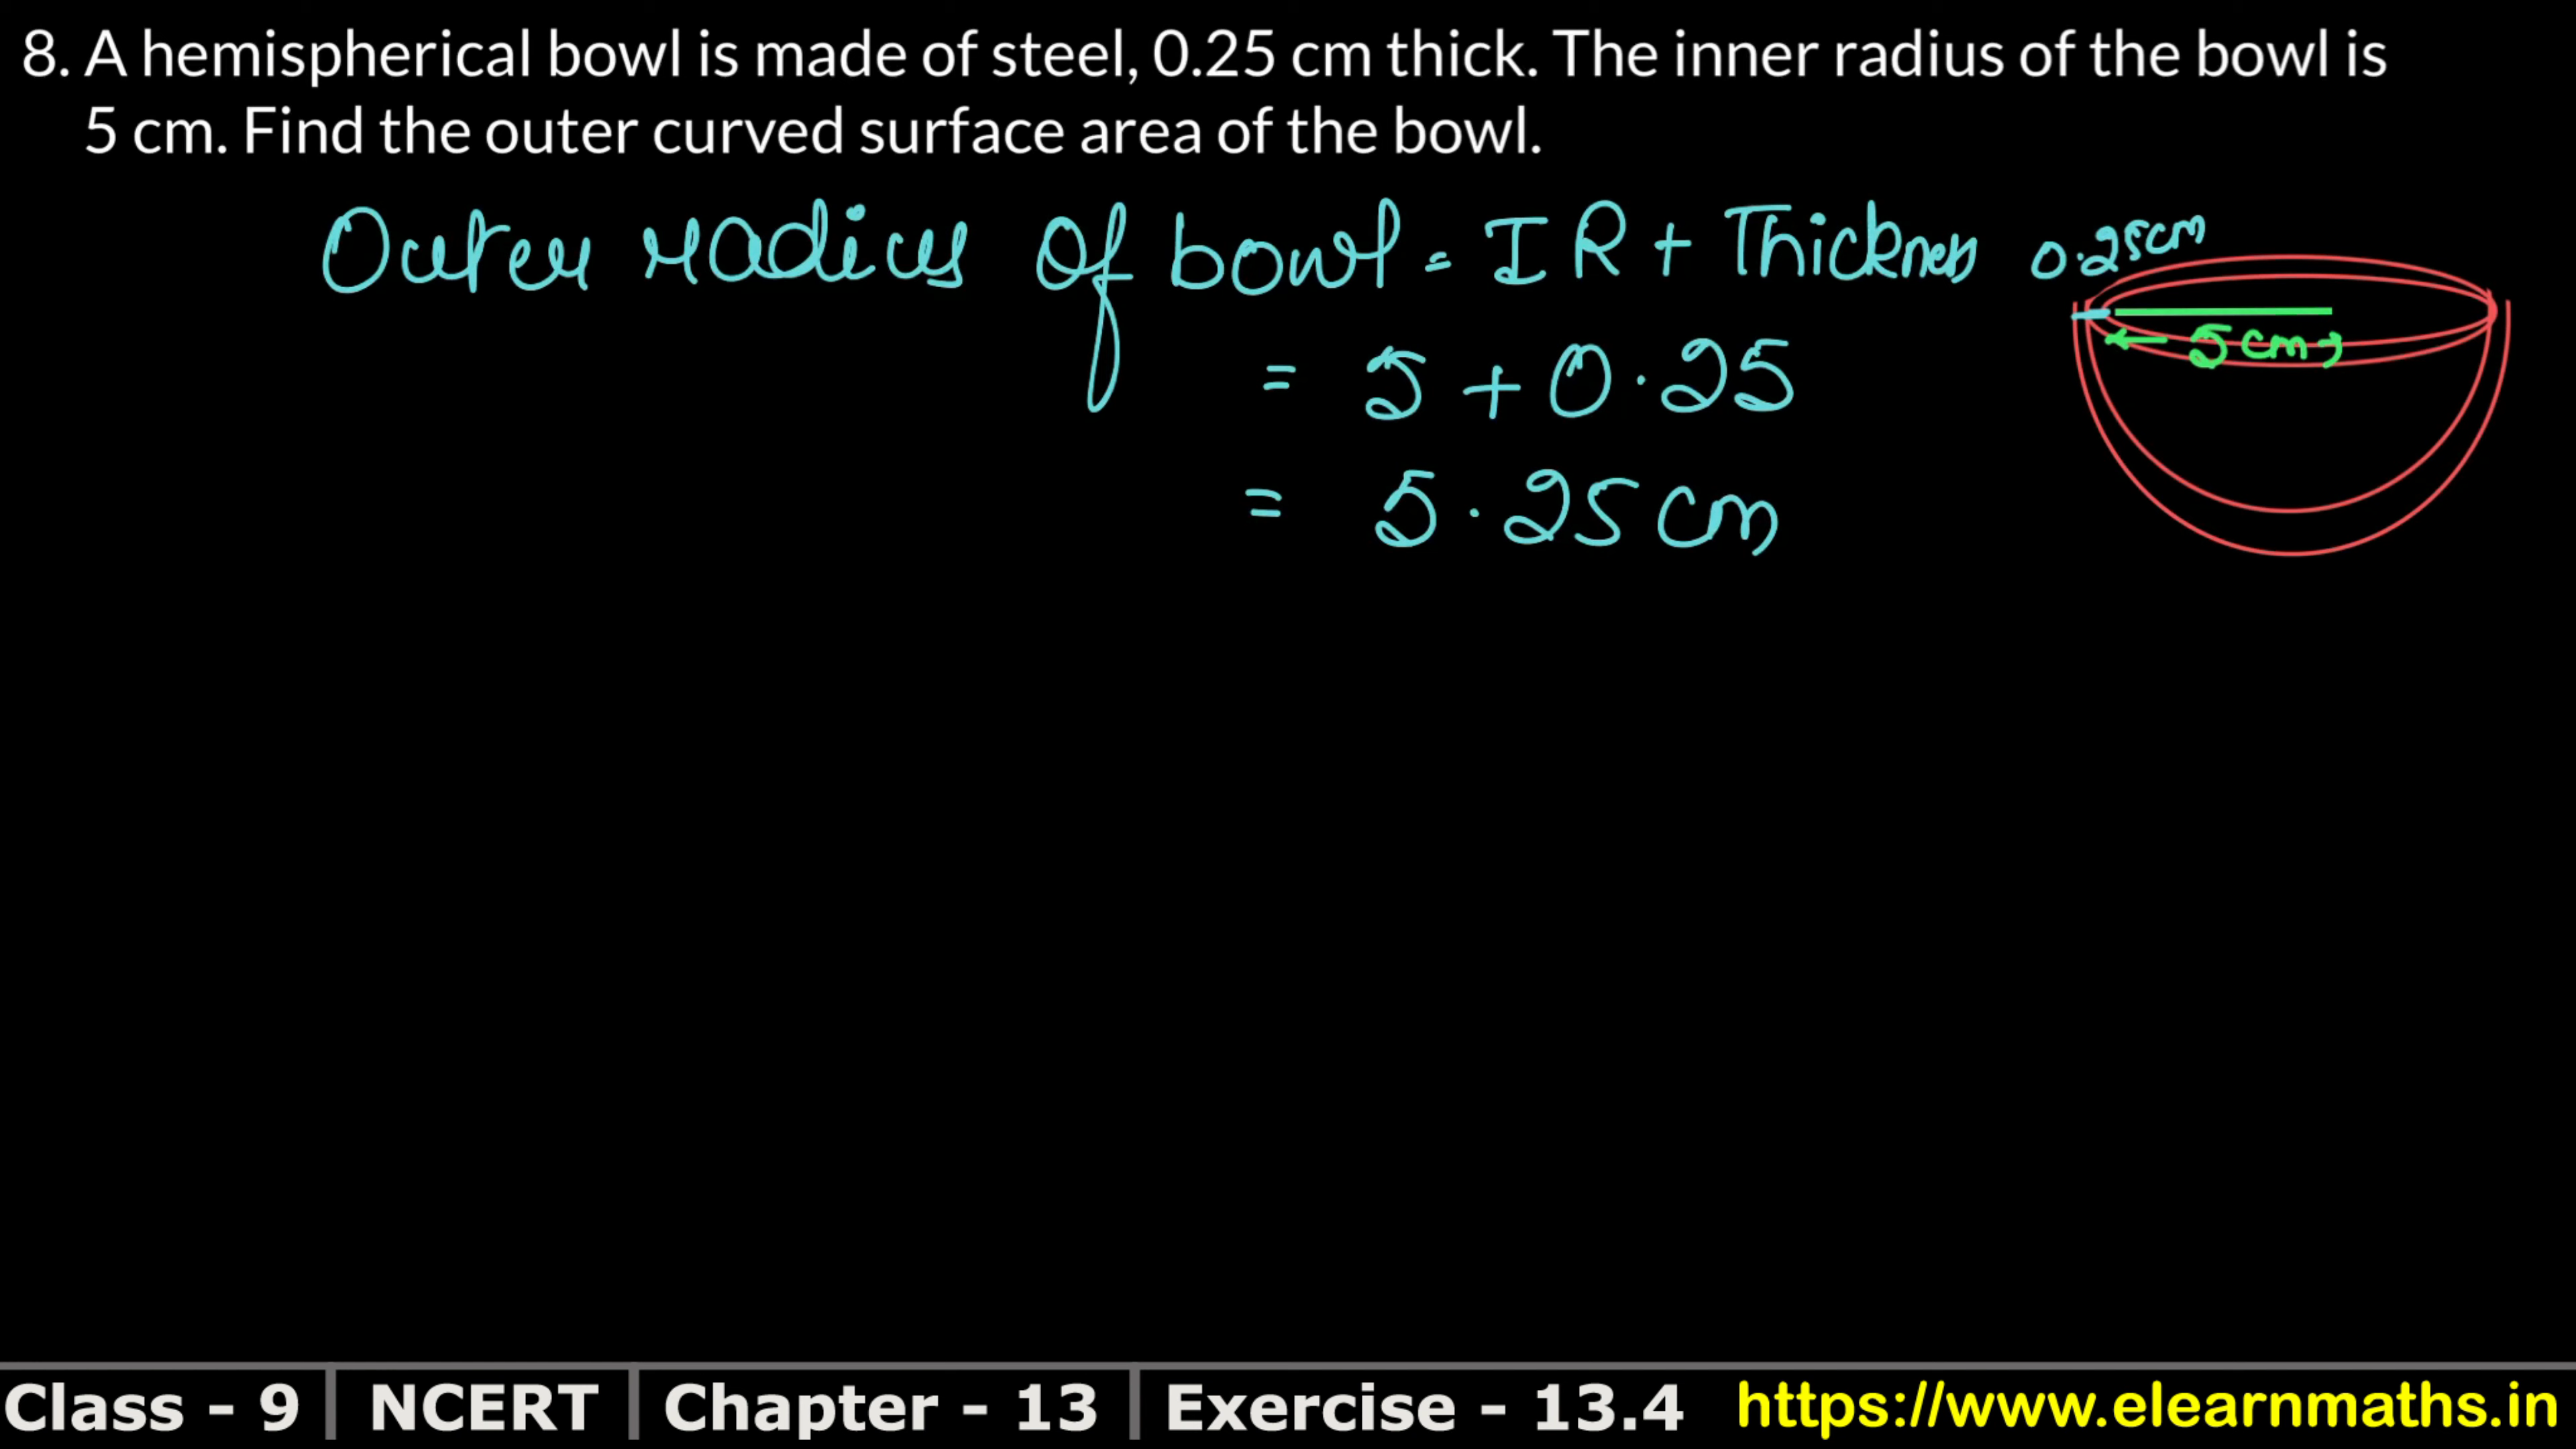 8. A hemispherical bowl is made of steel, 0.25 cm thick. The inner radius of the bowl is
5 cm. Find the outer curved surface area of the bowl.
Outer radius Of bowl = I R + Thickness
0.25cm
5 cm
= 5 + 0.25
= 5.25 cm
Class - 9 | NCERT | Chapter - 13 | Exercise - 13.4 https://www.elearnmaths.in